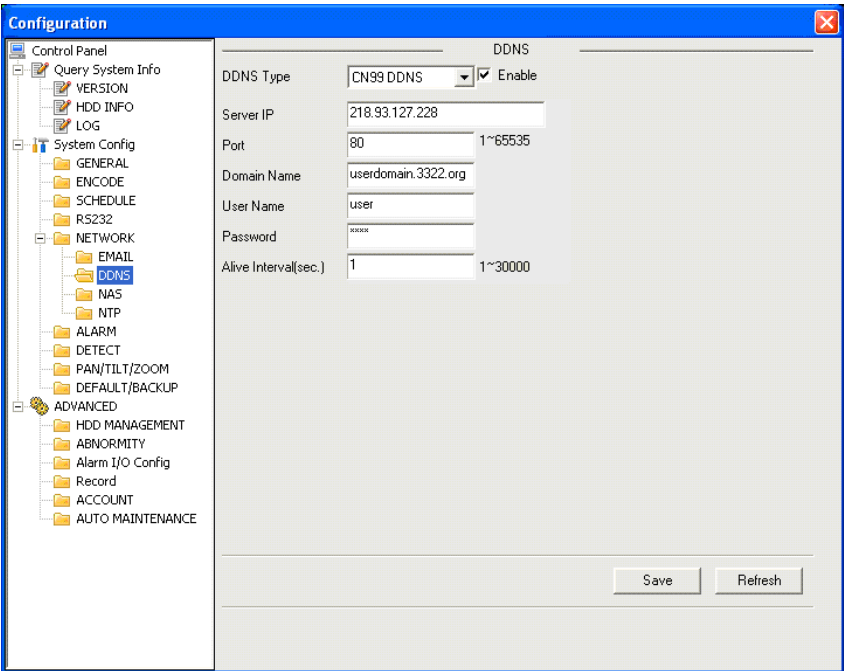 Configuration
Control Panel
Query System Info
VERSION
HDD INFO
LOG
System Config
GENERAL
ENCODE
SCHEDULE
RS232
NETWORK
EMAIL
DDNS
NAS
NTP
ALARM
DETECT
PAN/TILT/ZOOM
DEFAULT/BACKUP
ADVANCED
HDD MANAGEMENT
ABNORMITY
Alarm I/O Config
Record
ACCOUNT
AUTO MAINTENANCE
DDNS
DDNS Type CN99 DDNS Enable
Server IP 218.93.127.228
Port 80 1~65535
Domain Name userdomain.3322.org
User Name user
Password xxxx
Alive Interval(sec.) 1 1~30000
Save Refresh